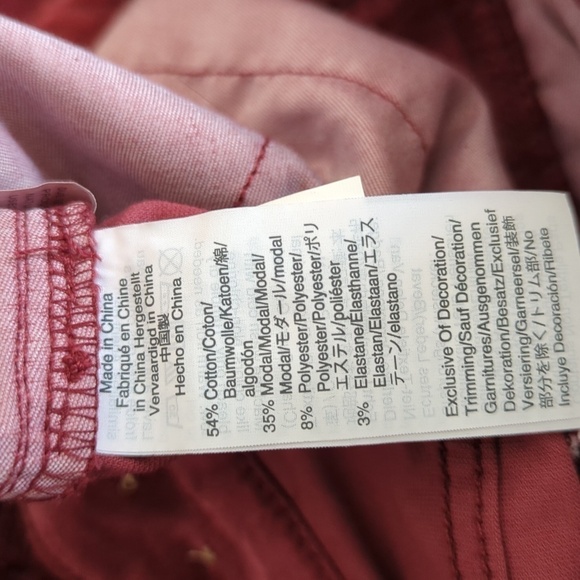 Made in China
Fabriqué en Chine
in China Hergestellt
Vervaardigd in China
中国製
Hecho en China
54% Cotton/Coton/
Baumwolle/Katoen/綿/
algodón
35% Modal/Modal/Modal/
Modal/モダール/modal
8% Polyester/Polyester/
Polyester/Polyester/ポリ
エステル/poliéster
3% Elastane/Elasthanne/
Elastan/Elastaan/エラス
テーン/elastano
Exclusive Of Decoration/
Trimming/Sauf Décoration/
Garnitures/Ausgenommen
Dekoration/Besatz/Exclusief
Versiering/Garneersel/装飾
部分を除く/トリム部/No
Incluida Decoración/Ribete